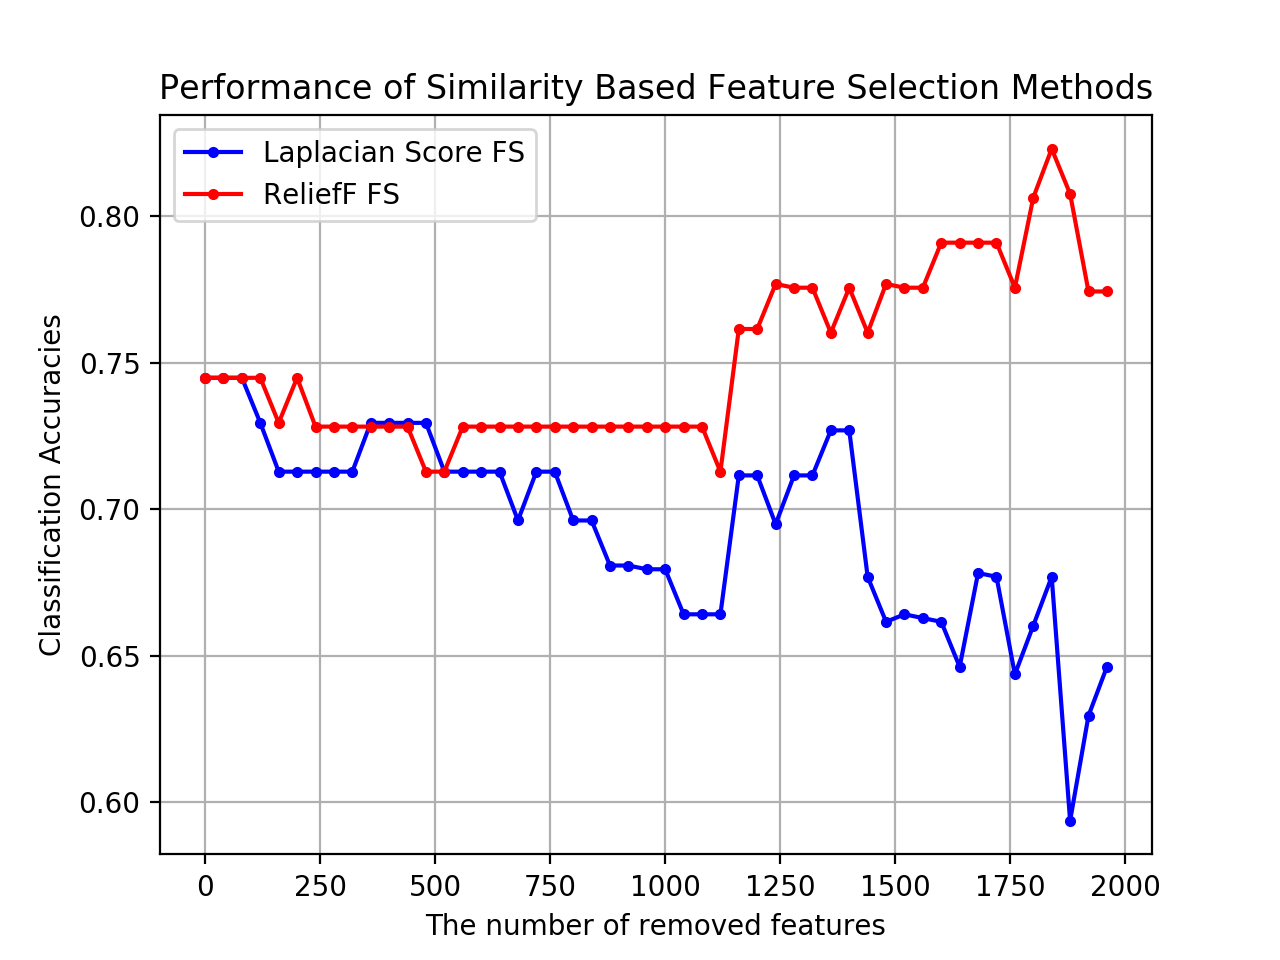 Performance of Similarity Based Feature Selection Methods
Laplacian Score FS
ReliefF FS
0.80
0.75
0.70
0.65
0.60
Classification Accuracies
0 250 500 750 1000 1250 1500 1750 2000
The number of removed features